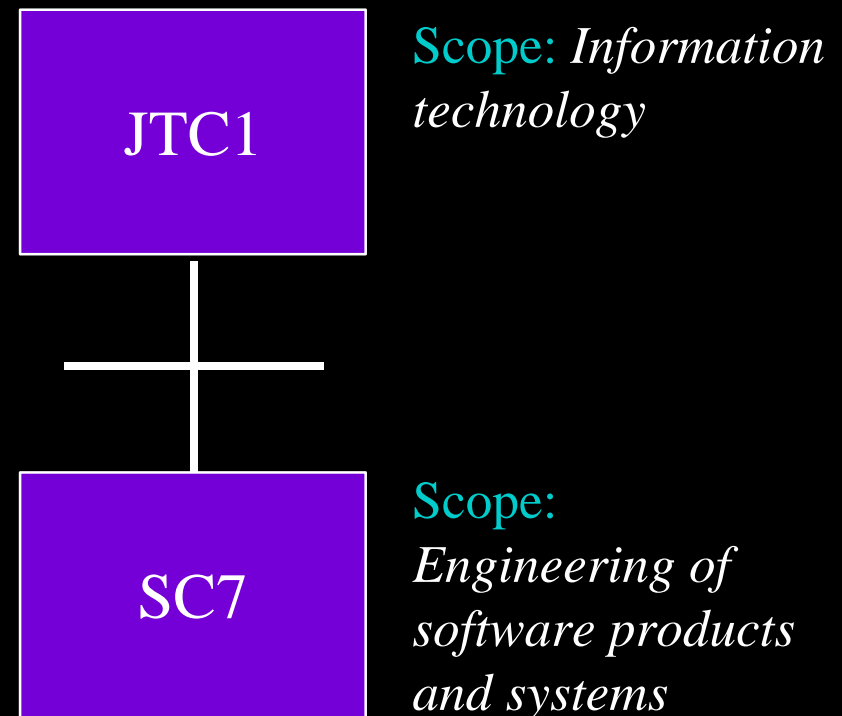 JTC1
Scope: Information
technology
SC7
Scope:
Engineering of
software products
and systems